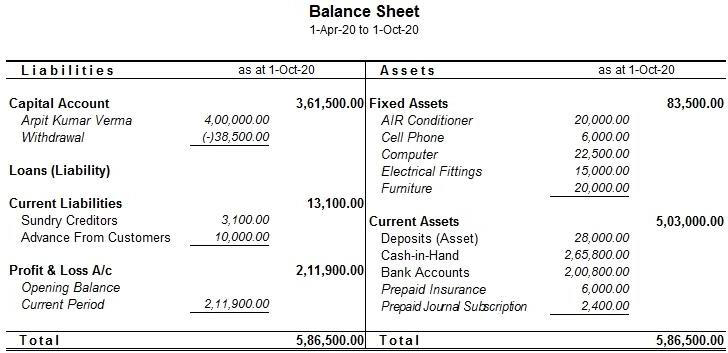 Balance Sheet
1-Apr-20 to 1-Oct-20
Liabilities as at 1-Oct-20 Assets as at 1-Oct-20
Capital Account 3,61,500.00 Fixed Assets 83,500.00
Arpit Kumar Verma 4,00,000.00 AIR Conditioner 20,000.00
Withdrawal (-)38,500.00 Cell Phone 6,000.00
Computer 22,500.00
Loans (Liability) Electrical Fittings 15,000.00
Furniture 20,000.00
Current Liabilities 13,100.00
Sundry Creditors 3,100.00 Current Assets 5,03,000.00
Advance From Customers 10,000.00 Deposits (Asset) 28,000.00
Cash-in-Hand 2,65,800.00
Profit & Loss A/c 2,11,900.00 Bank Accounts 2,00,800.00
Opening Balance Prepaid Insurance 6,000.00
Current Period 2,11,900.00 Prepaid Journal Subscription 2,400.00
Total 5,86,500.00 Total 5,86,500.00